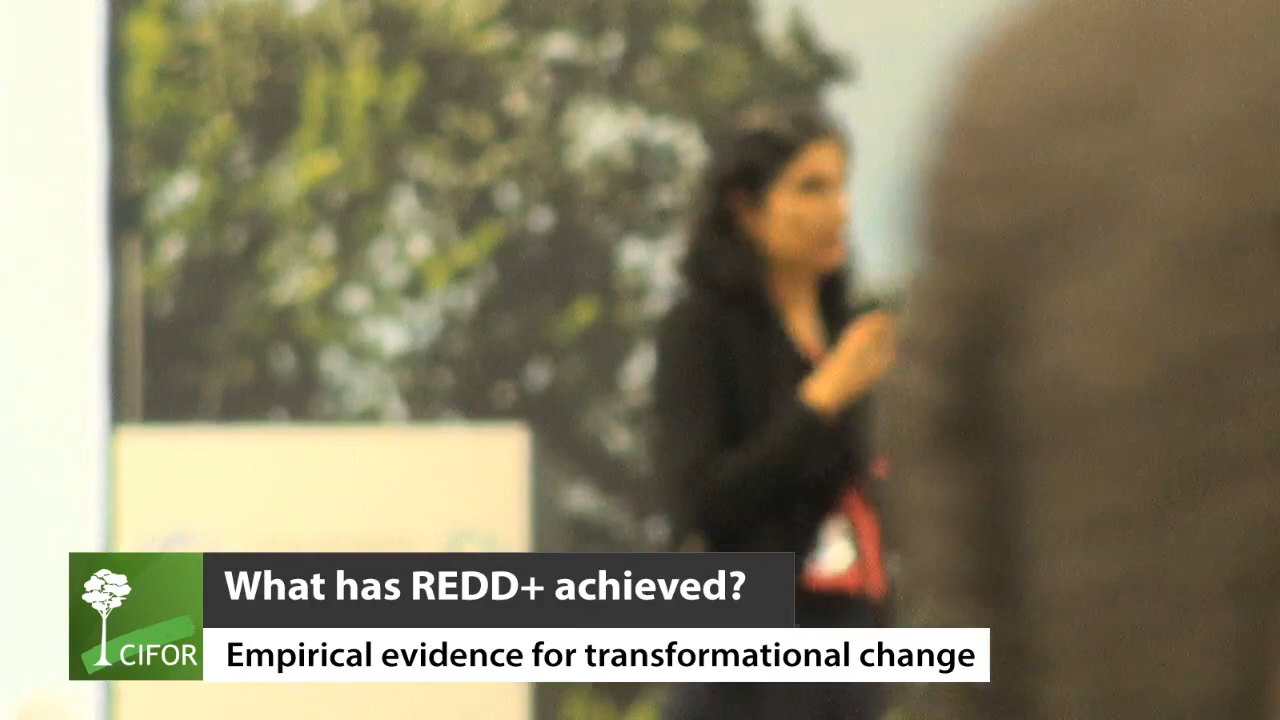 What has REDD+ achieved?
CIFOR
Empirical evidence for transformational change